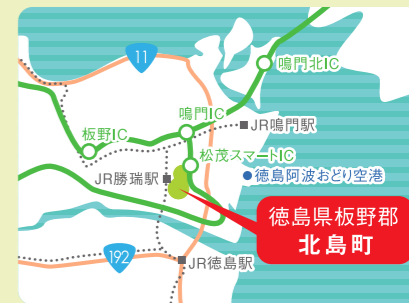 11
鳴門北IC
鳴門IC
JR鳴門駅
板野IC
松茂スマートIC
JR勝瑞駅
徳島阿波おどり空港
徳島県板野郡
北島町
192
JR徳島駅